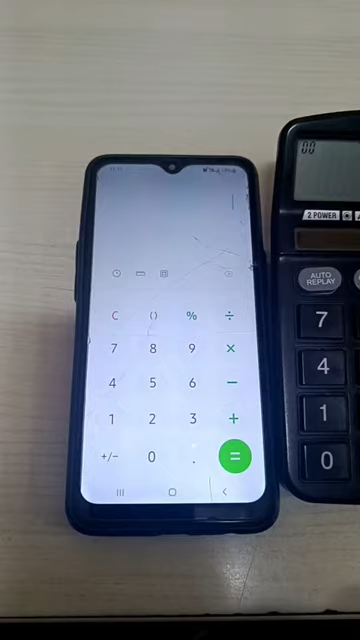 00
2 POWER
AUTO
REPLAY
C () % ÷
7 8 9 ×
4 5 6 −
1 2 3 +
+/− 0 . =
7
4
1
0